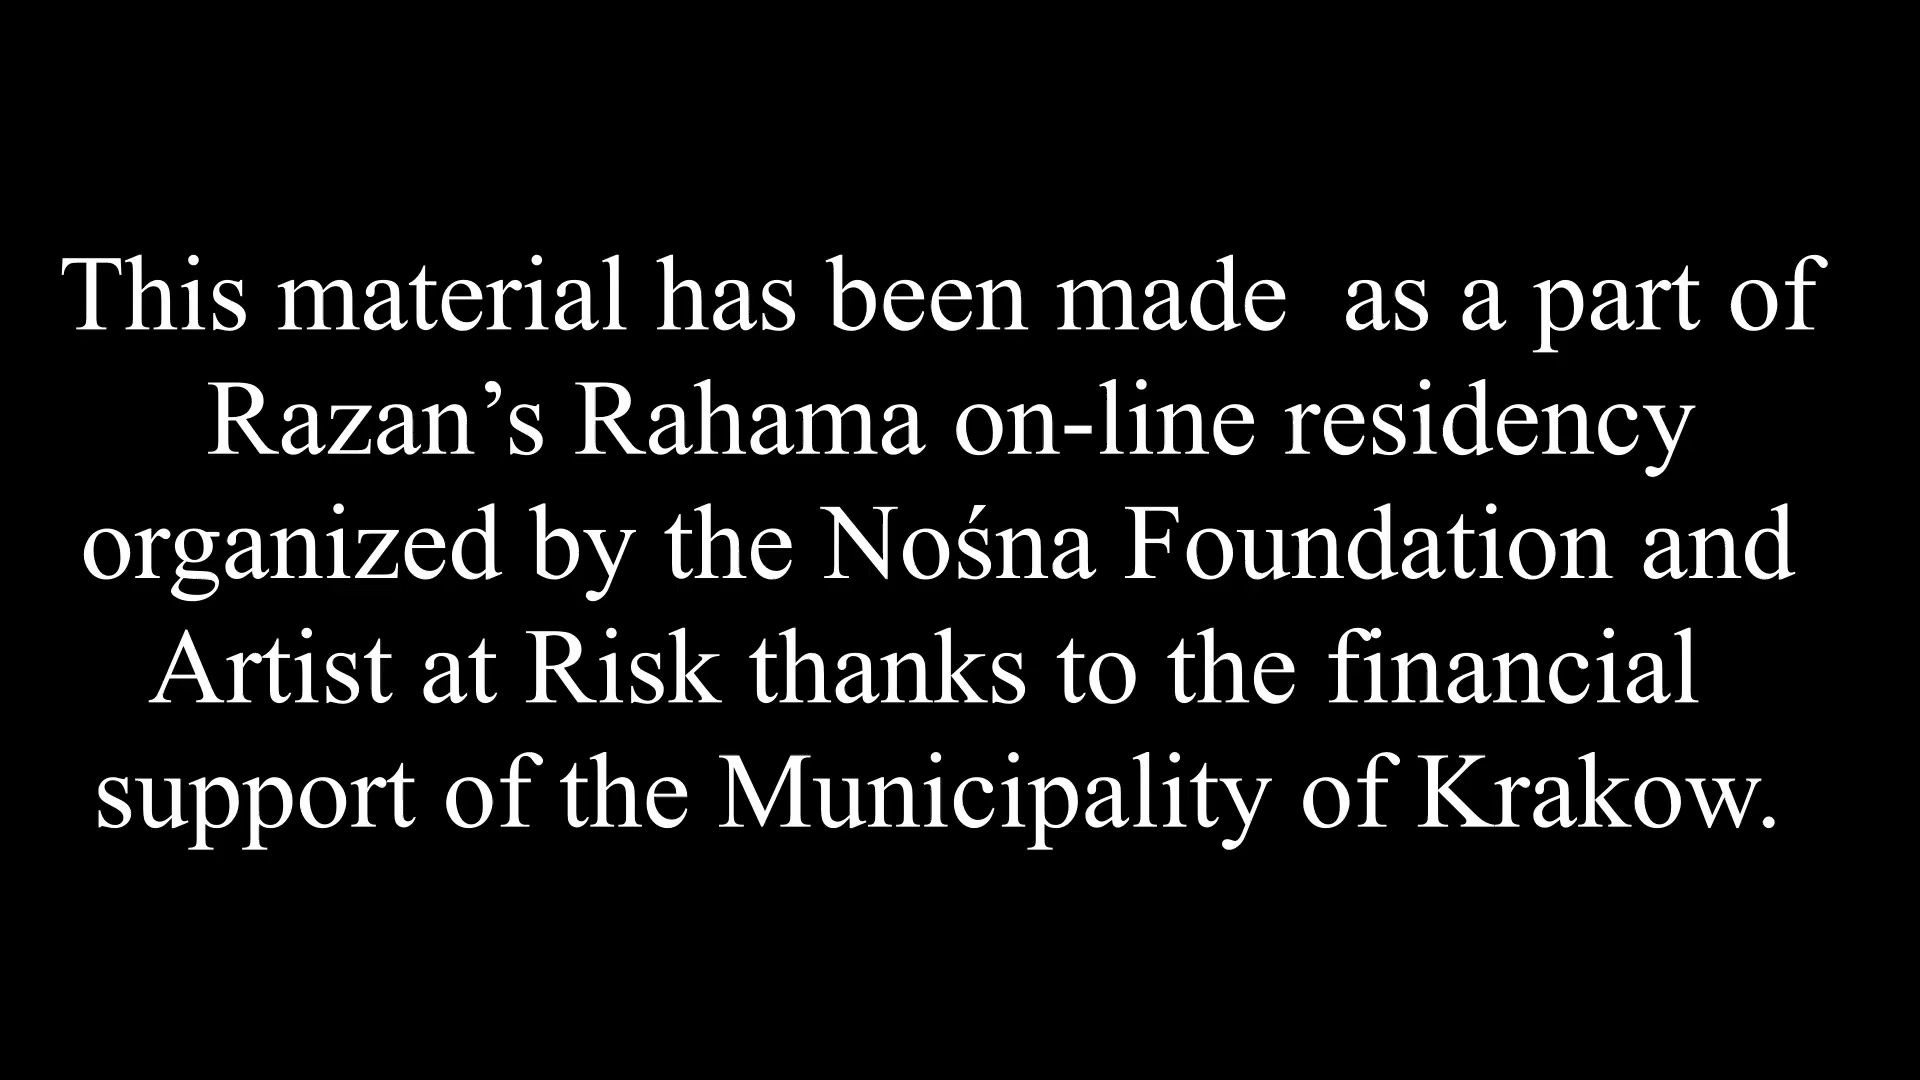 This material has been made  as a part of
Razan’s Rahama on-line residency
organized by the Nośna Foundation and
Artist at Risk thanks to the financial
support of the Municipality of Krakow.